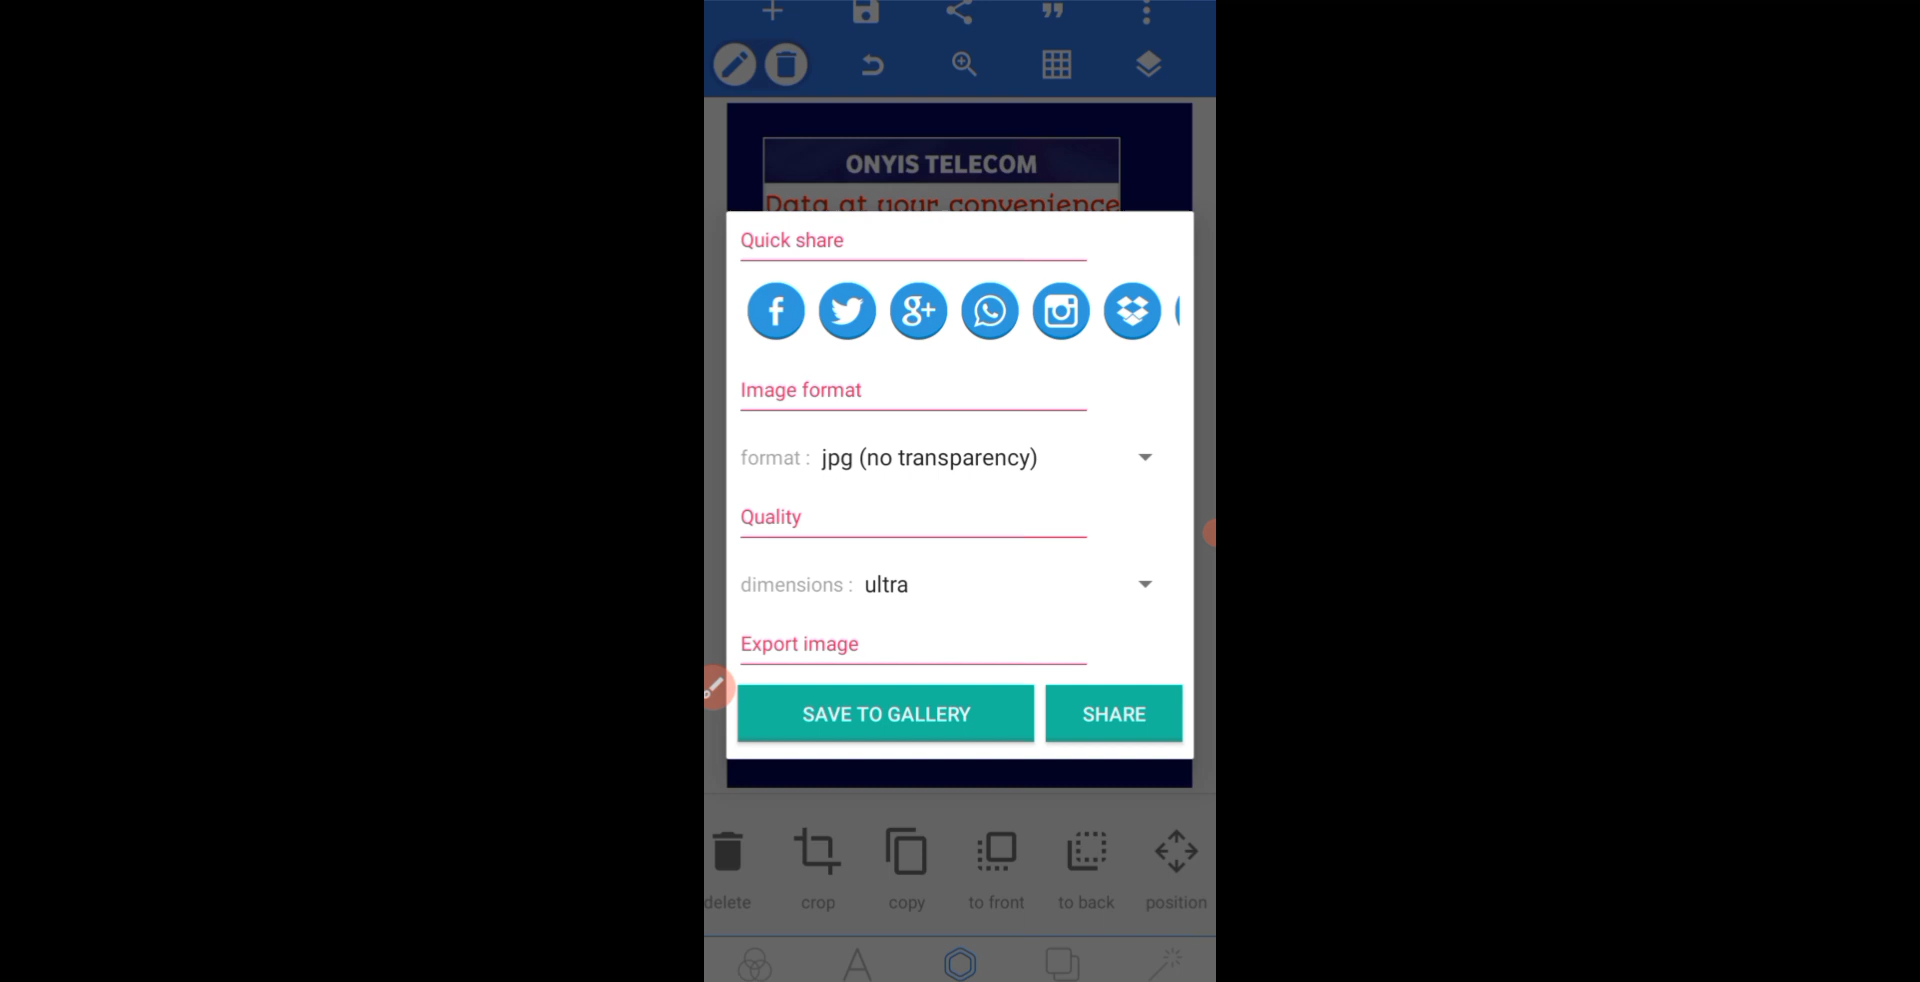 ONYIS TELECOM
Data at your convenience
Quick share
Image format
format : jpg (no transparency)
Quality
dimensions : ultra
Export image
SAVE TO GALLERY SHARE
delete crop copy to front to back position